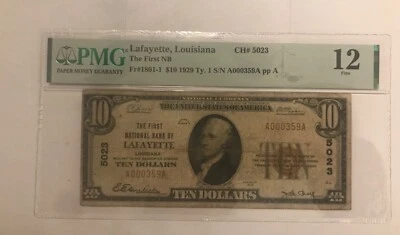 PMG
PAPER MONEY GUARANTY
Lafayette, Louisiana CH# 5023
The First NB
Fr#1801-1 $10 1929 Ty. 1 S/N A000359A pp A
12
Fine
10
THE UNITED STATES OF AMERICA
10
THE FIRST
NATIONAL BANK OF
LAFAYETTE
LOUISIANA
TEN DOLLARS
A000359A
A000359A
5023
5023
TEN
TEN DOLLARS